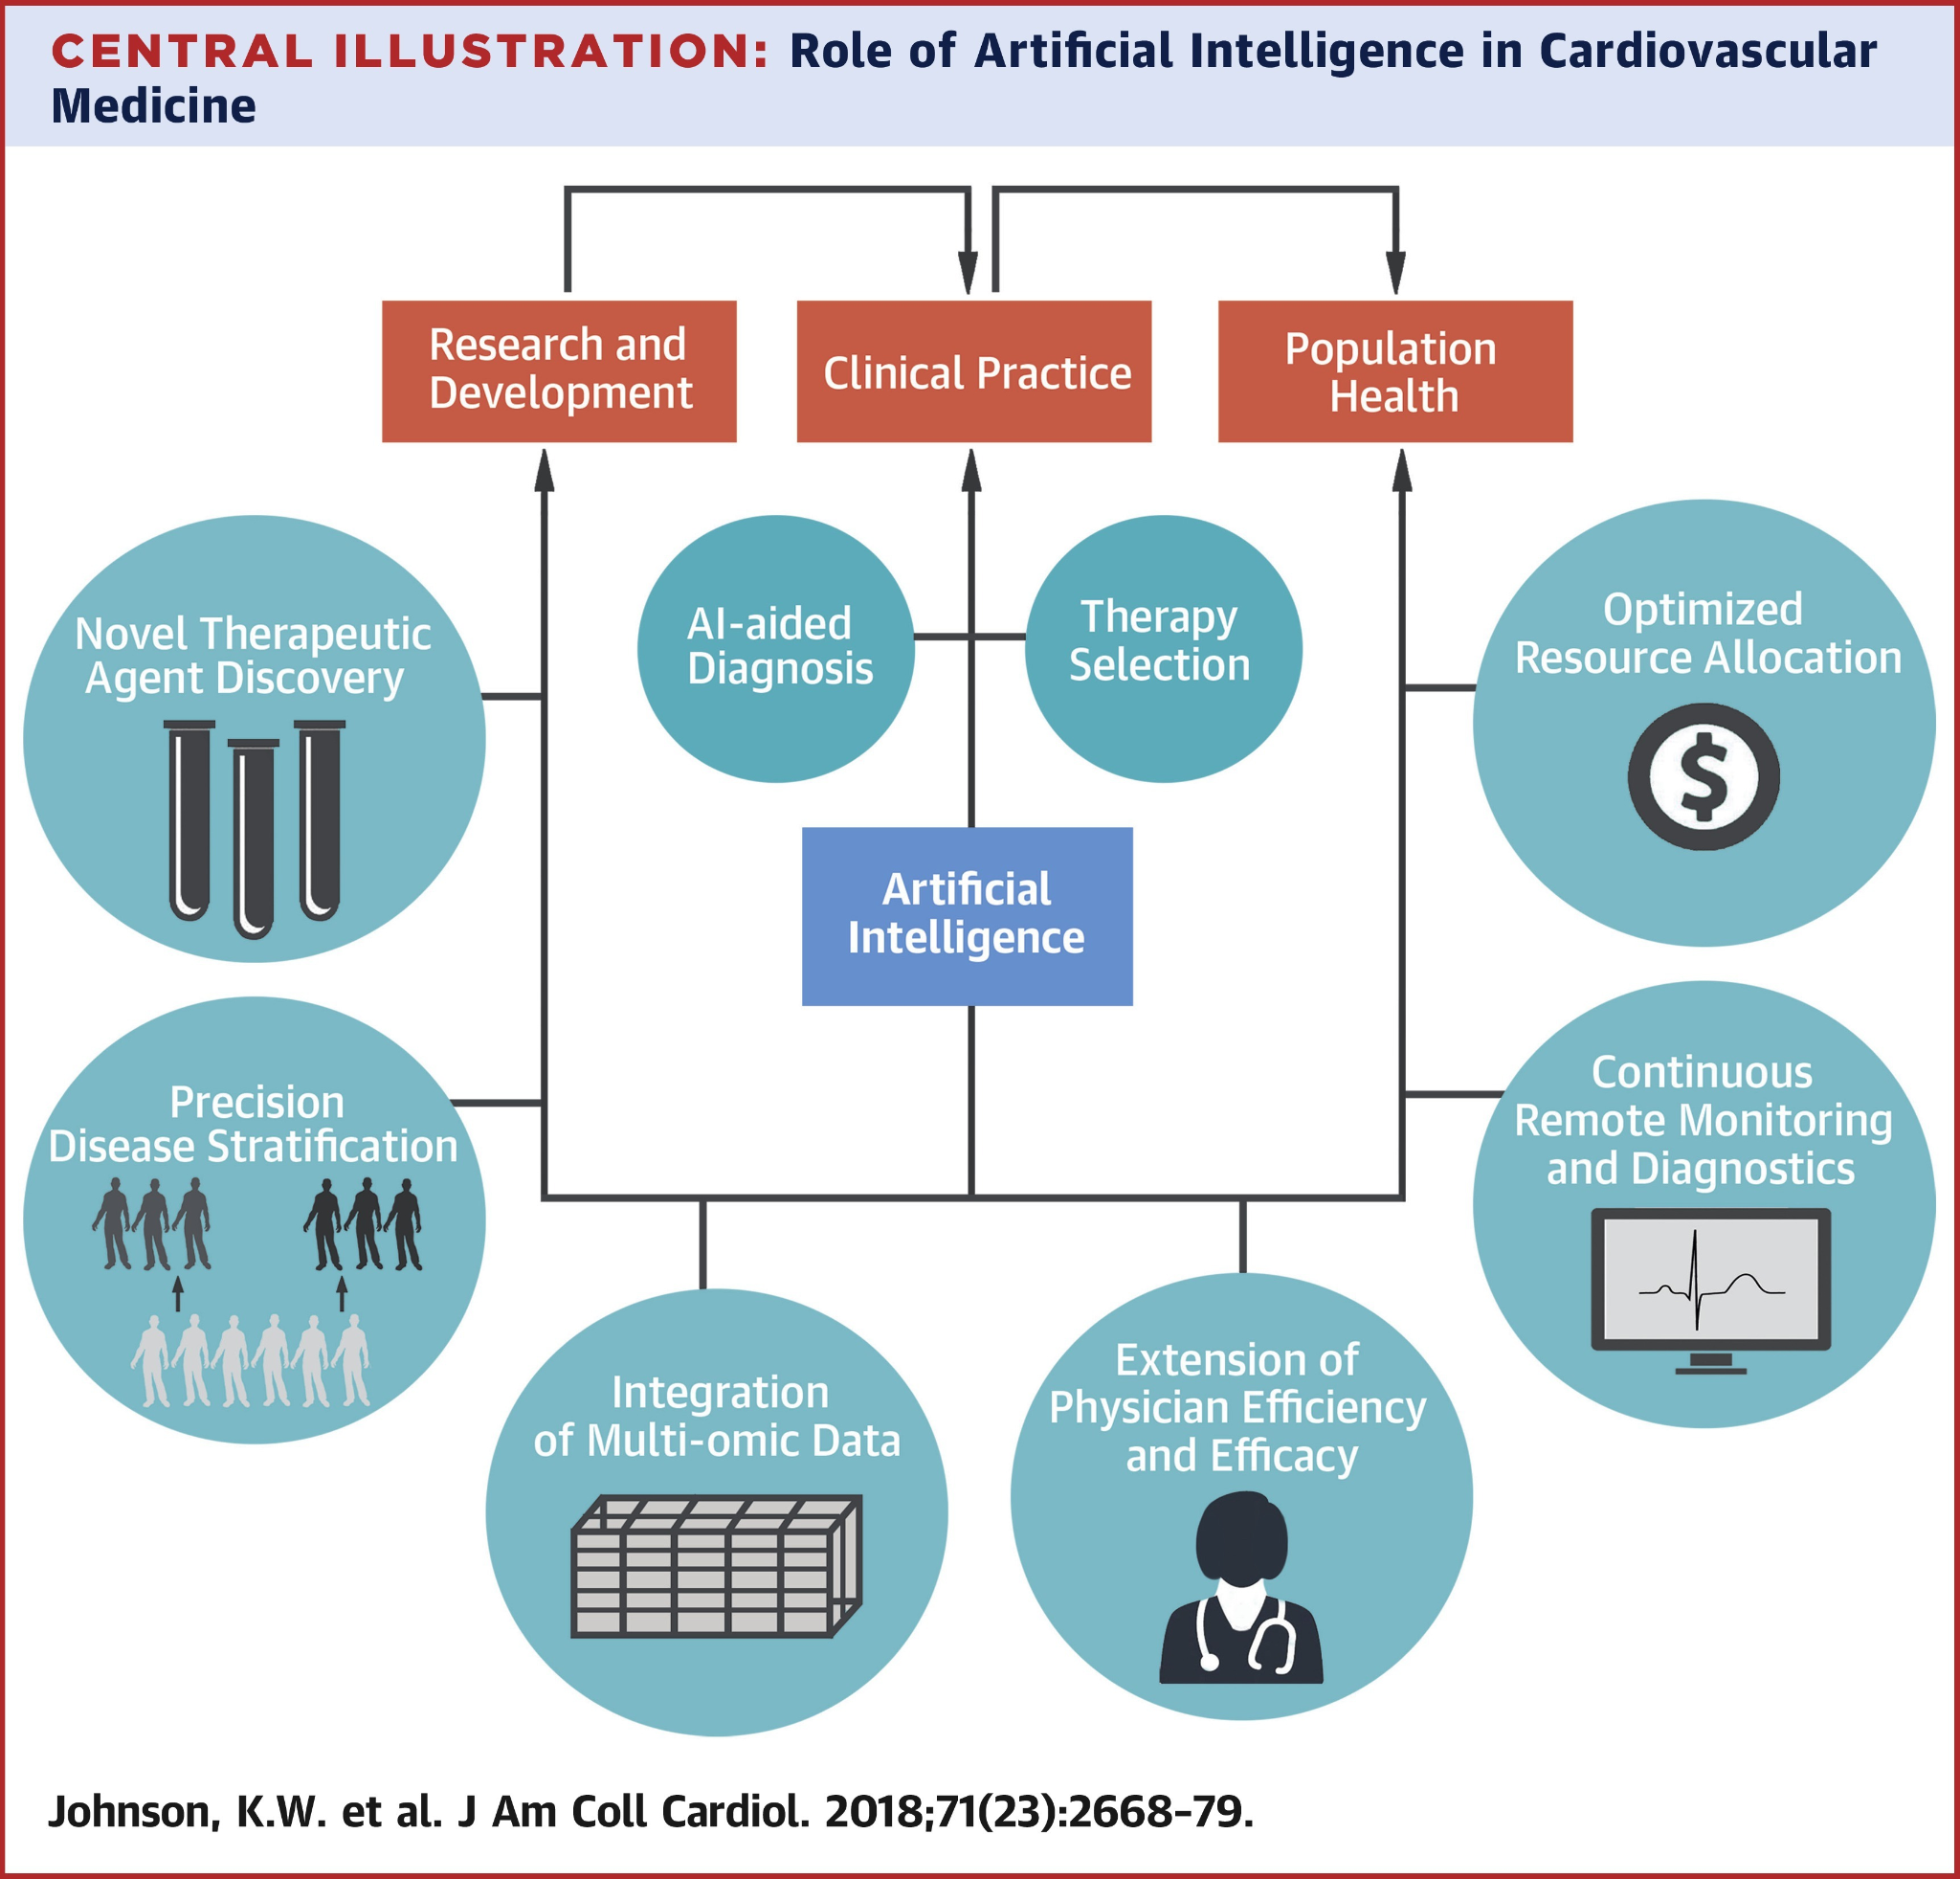 CENTRAL ILLUSTRATION: Role of Artificial Intelligence in Cardiovascular
Medicine
Research and
Development
Clinical Practice
Population
Health
Novel Therapeutic
Agent Discovery
AI-aided
Diagnosis
Therapy
Selection
Optimized
Resource Allocation
$
Artificial
Intelligence
Precision
Disease Stratification
Continuous
Remote Monitoring
and Diagnostics
Integration
of Multi-omic Data
Extension of
Physician Efficiency
and Efficacy
Johnson, K.W. et al. J Am Coll Cardiol. 2018;71(23):2668–79.